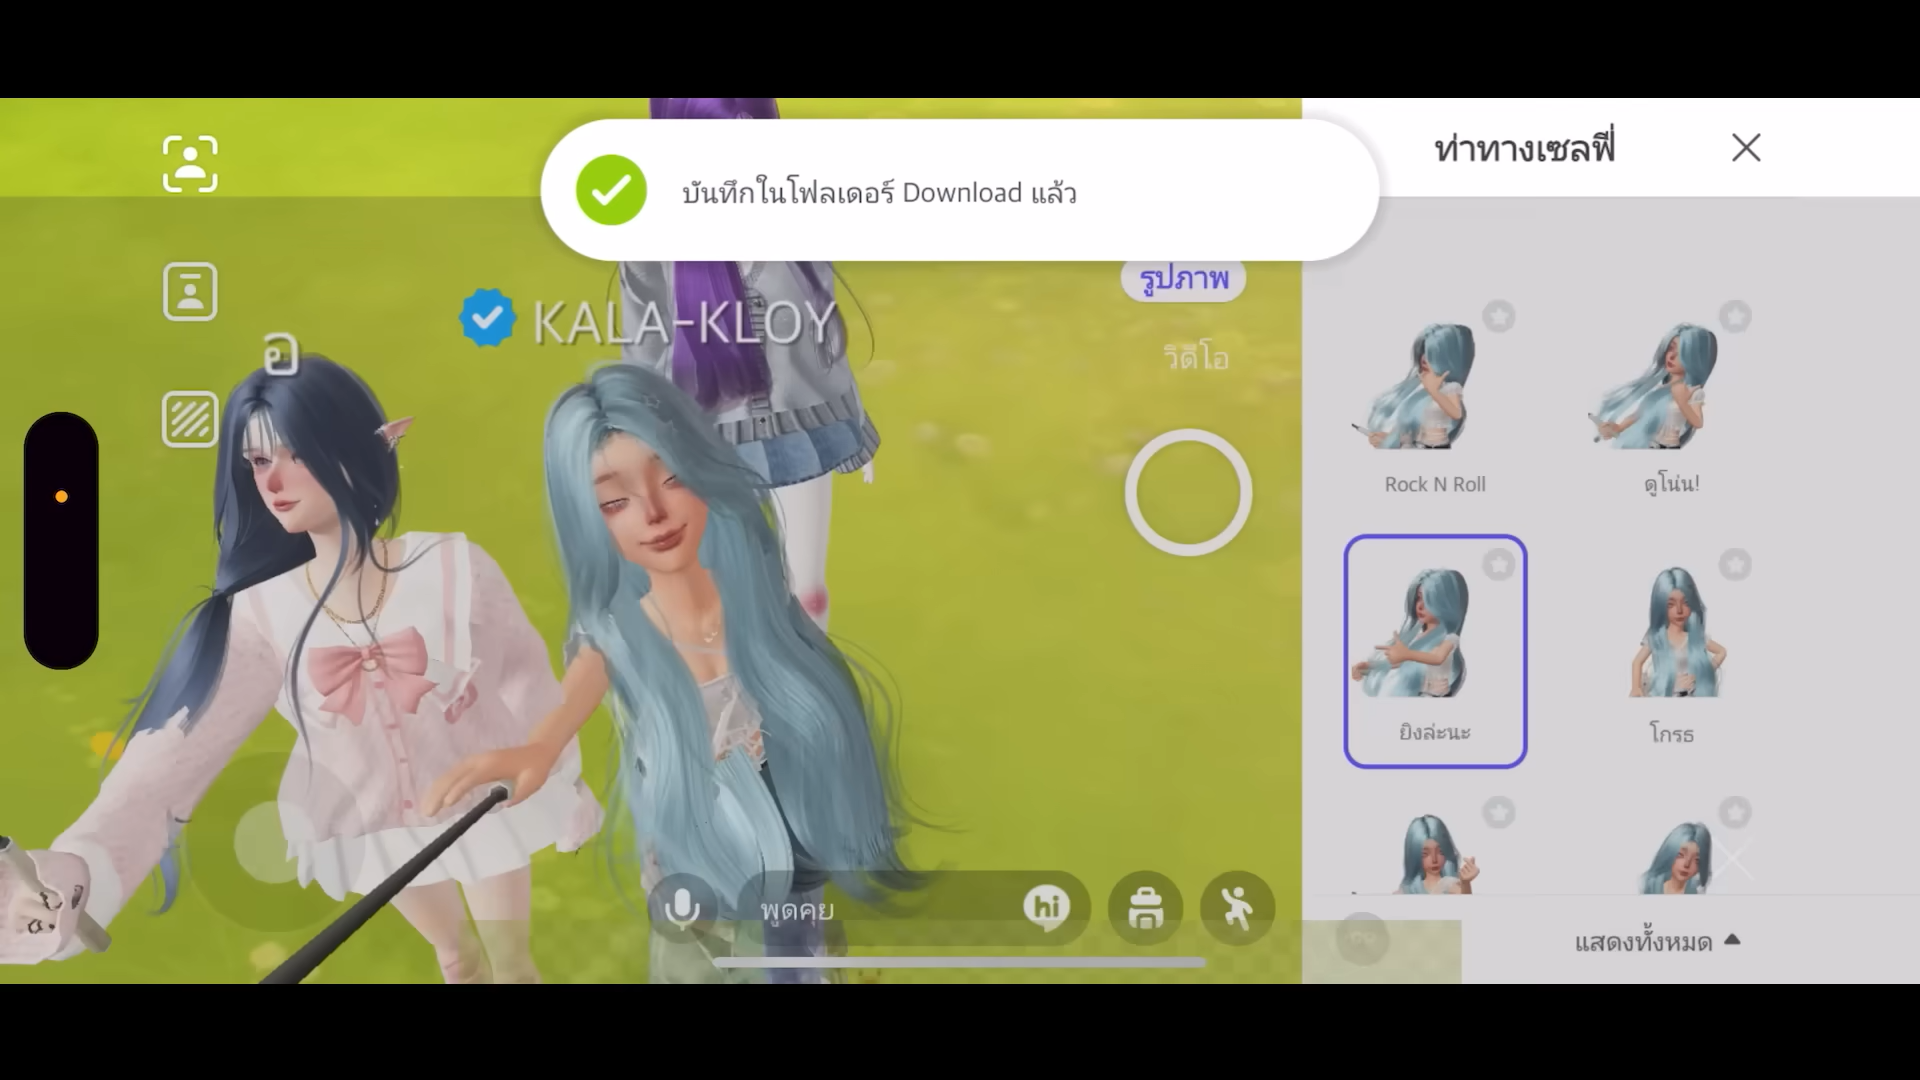 ท่าทางเซลฟี่
บันทึกในโฟลเดอร์ Download แล้ว
รูปภาพ
KALA-KLOY
อ
วิดีโอ
Rock N Roll
ดูโน่น!
ยิงล่ะนะ
โกรธ
พูดคุย
hi
แสดงทั้งหมด